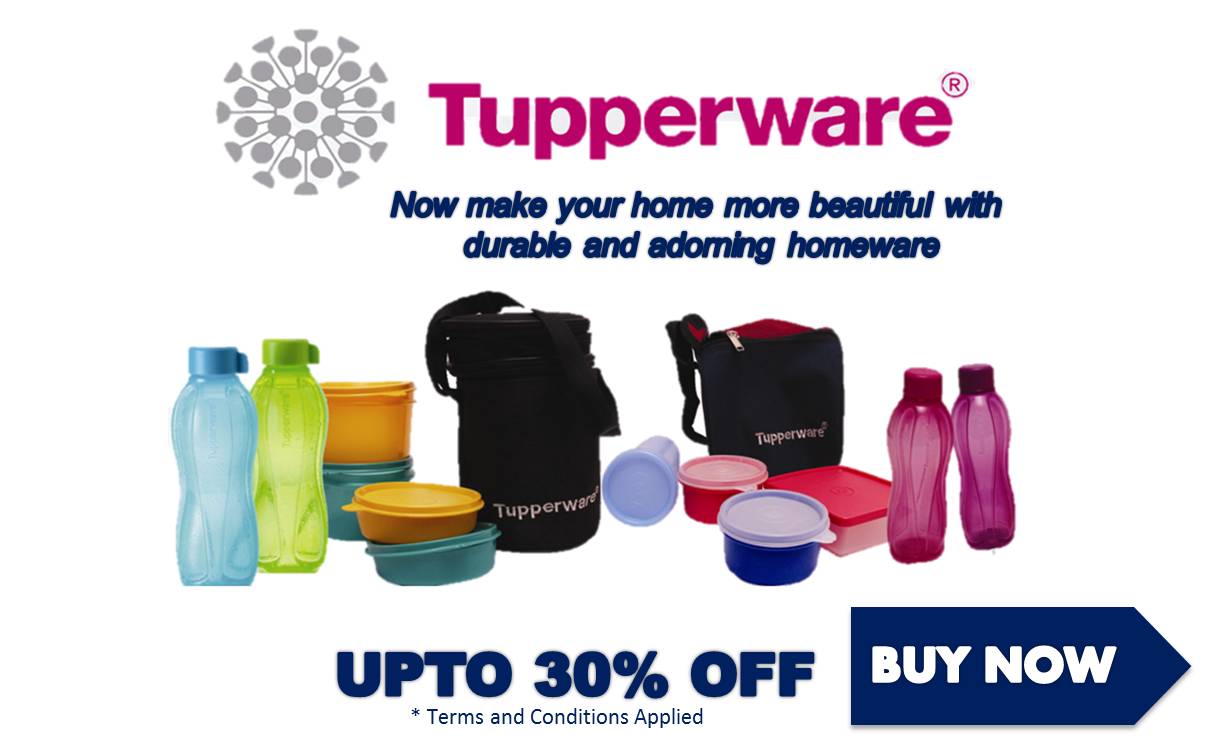 Tupperware®
Now make your home more beautiful with
durable and adorning homeware
Tupperware
Tupperware
Tupperware®
Tupperware®
UPTO 30% OFF
BUY NOW
* Terms and Conditions Applied